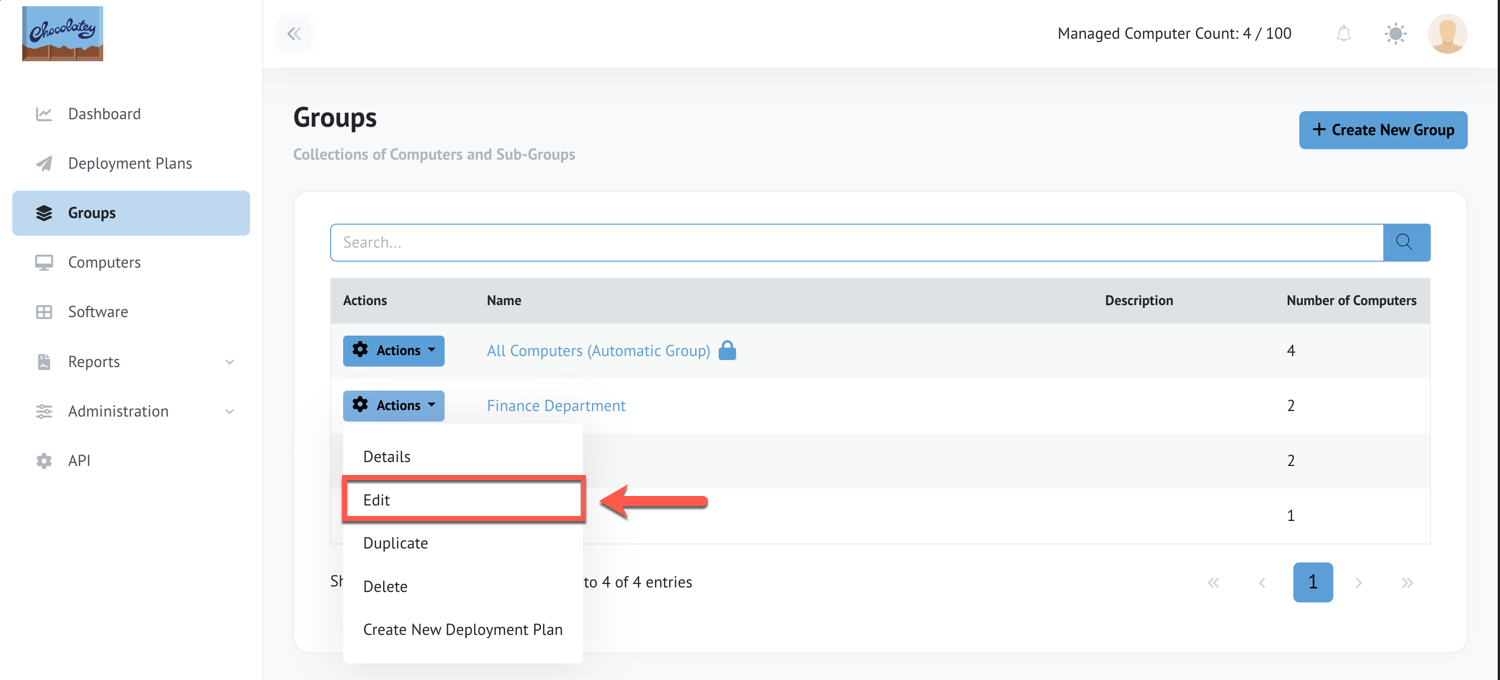 Chocolatey
Managed Computer Count: 4 / 100
Dashboard
Deployment Plans
Groups
Computers
Software
Reports
Administration
API
Groups
Collections of Computers and Sub-Groups
+ Create New Group
Search...
Actions Name Description Number of Computers
Actions All Computers (Automatic Group) 4
Actions Finance Department 2
2
1
Details
Edit
Duplicate
Delete
Create New Deployment Plan
to 4 of 4 entries
« ‹ 1 › »